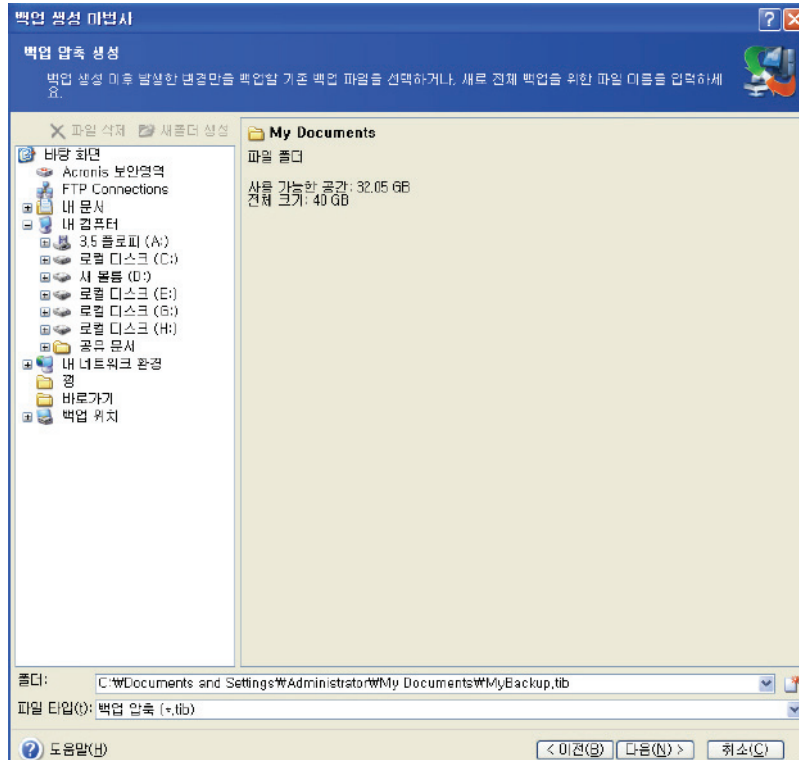 백업 생성 마법사
백업 압축 생성
백업 생성 이후 발생한 변경만을 백업할 기존 백업 파일을 선택하거나, 새로 전체 백업을 위한 파일 이름을 입력하세
요.
파일 삭제 새폴더 생성
My Documents
파일 폴더
사용 가능한 공간: 32.05 GB
전체 크기: 40 GB
바탕 화면
Acronis 보안영역
FTP Connections
내 문서
내 컴퓨터
3.5 플로피 (A:)
로컬 디스크 (C:)
새 볼륨 (D:)
로컬 디스크 (E:)
로컬 디스크 (G:)
로컬 디스크 (H:)
공유 문서
내 네트워크 환경
깽
바로가기
백업 위치
폴더: C:₩Documents and Settings₩Administrator₩My Documents₩MyBackup.tib
파일 타입(t): 백업 압축 (*.tib)
도움말(H) < 이전(B) 다음(N) > 취소(C)